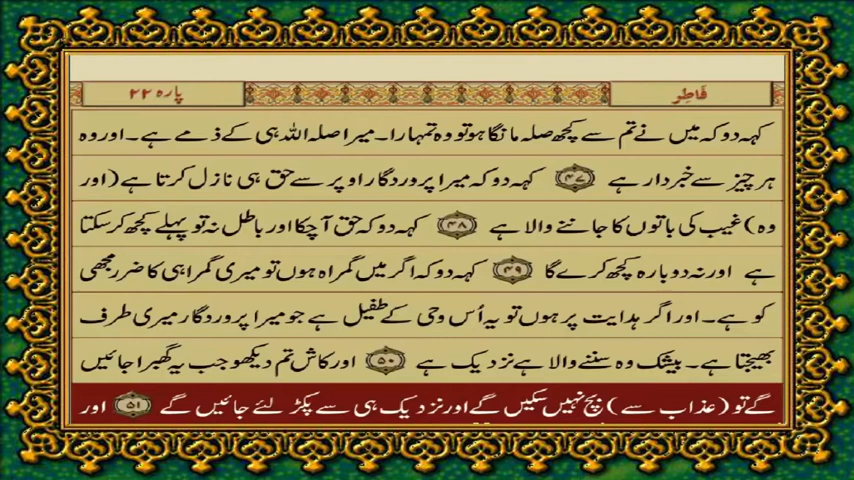 پارہ ۲۲ فَاطِر
کہہ دو کہ میں نے تم سے کچھ صلہ مانگا ہو تو وہ تمہارا۔ میرا صلہ اللہ ہی کے ذمے ہے۔ اور وہ
ہر چیز سے خبردار ہے ۴۷ کہہ دو کہ میرا پروردگار اوپر سے حق ہی نازل کرتا ہے (اور
وہ) غیب کی باتوں کا جاننے والا ہے ۴۸ کہہ دو کہ حق آچکا اور باطل نہ تو پہلے کچھ کرسکتا
ہے اور نہ دوبارہ کچھ کرے گا ۴۹ کہہ دو کہ اگر میں گمراہ ہوں تو میری گمراہی کا ضرر مجھی
کو ہے۔ اور اگر ہدایت پر ہوں تو یہ اُس وحی کے طفیل ہے جو میرا پروردگار میری طرف
بھیجتا ہے۔ بیشک وہ سننے والا ہے نزدیک ہے ۵۰ اور کاش تم دیکھو جب یہ گھبرا جائیں
گے تو (عذاب سے) بچ نہیں سکیں گے اور نزدیک ہی سے پکڑ لئے جائیں گے ۵۱ اور